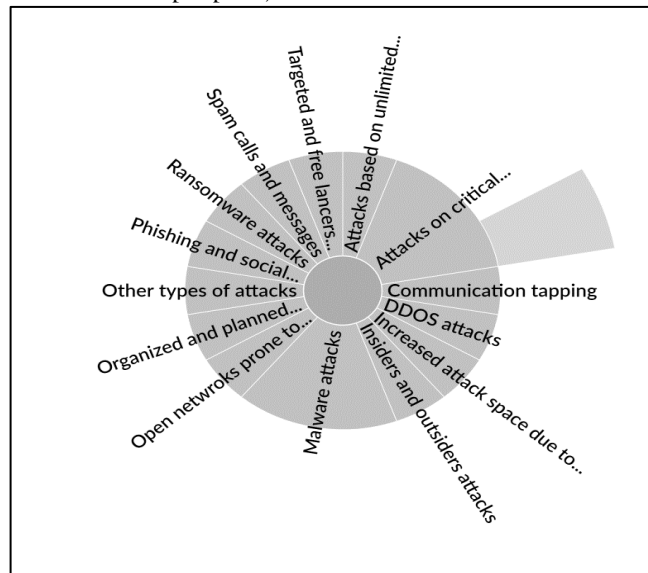 Attacks based on unlimited...
Attacks on critical...
Communication tapping
DDOS attacks
Increased attack space due to...
Insiders and outsiders attacks
Malware attacks
Open netwroks prone to...
Organized and planned...
Other types of attacks
Phishing and social...
Ransomware attacks
Spam calls and messages
Targeted and free lancers...